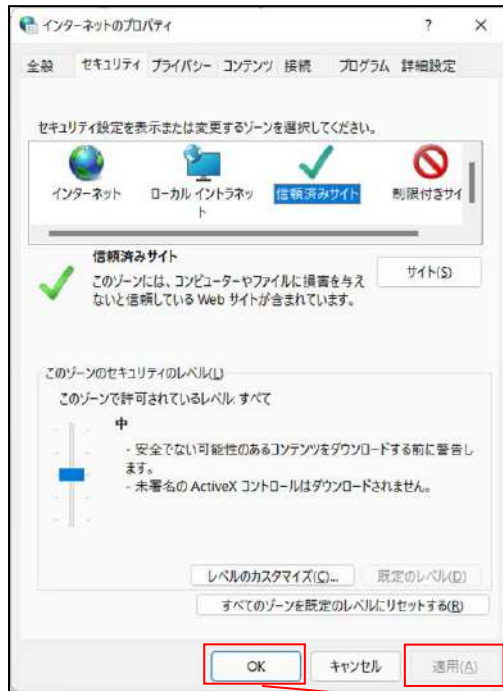 インターネットのプロパティ
?
×
全般 セキュリティ プライバシー コンテンツ 接続 プログラム 詳細設定
セキュリティ設定を表示または変更するゾーンを選択してください。
インターネット
ローカル イントラネッ
ト
信頼済みサイト
制限付きサイ
信頼済みサイト
このゾーンには、コンピューターやファイルに損害を与え
ないと信頼している Web サイトが含まれています。
サイト(S)
このゾーンのセキュリティのレベル(L)
このゾーンで許可されているレベル: すべて
中
- 安全でない可能性のあるコンテンツをダウンロードする前に警告し
ます。
- 未署名の ActiveX コントロールはダウンロードされません。
レベルのカスタマイズ(C)... 既定のレベル(D)
すべてのゾーンを既定のレベルにリセットする(R)
OK キャンセル 適用(A)